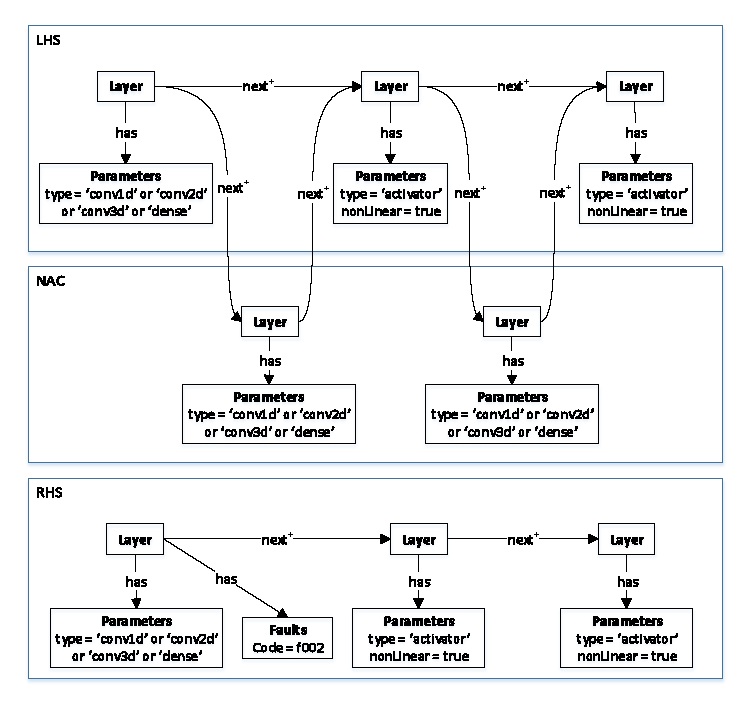 LHS
Layer
next+
Layer
next+
Layer
has
has
has
Parameters
type = ‘conv1d’ or ‘conv2d’
or ‘conv3d’ or ‘dense’
Parameters
type = ‘activator’
nonLinear = true
Parameters
type = ‘activator’
nonLinear = true
next+
next+
next+
next+
NAC
Layer
Layer
has
has
Parameters
type = ‘conv1d’ or ‘conv2d’
or ‘conv3d’ or ‘dense’
Parameters
type = ‘conv1d’ or ‘conv2d’
or ‘conv3d’ or ‘dense’
RHS
Layer
next+
Layer
next+
Layer
has
has
has
has
Parameters
type = ‘conv1d’ or ‘conv2d’
or ‘conv3d’ or ‘dense’
Faults
Code = f002
Parameters
type = ‘activator’
nonLinear = true
Parameters
type = ‘activator’
nonLinear = true